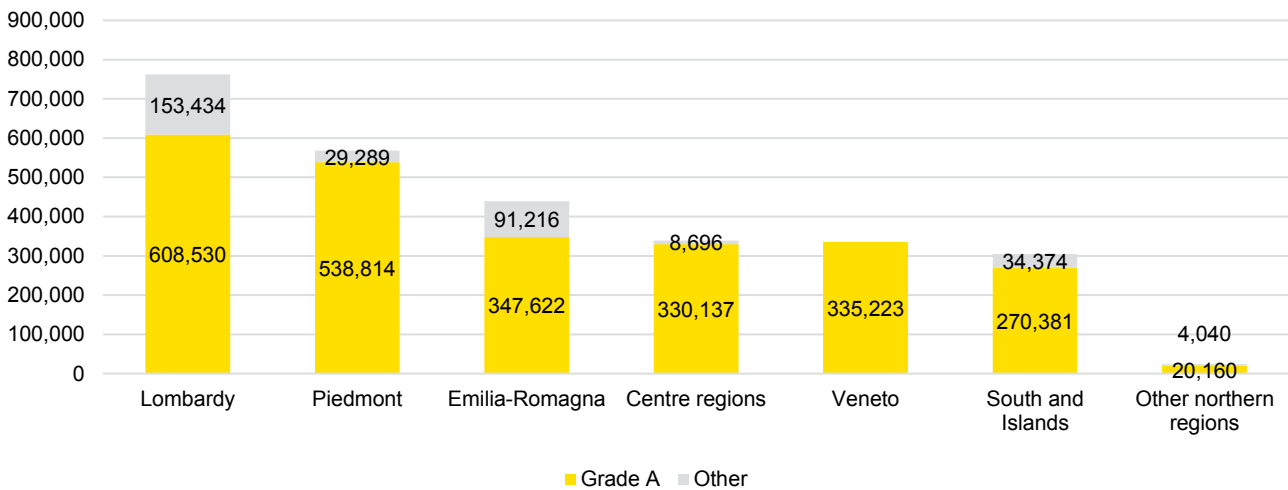 900,000
800,000
700,000
600,000
500,000
400,000
300,000
200,000
100,000
0
153,434
608,530
29,289
538,814
91,216
347,622
8,696
330,137
335,223
34,374
270,381
4,040
20,160
Lombardy
Piedmont
Emilia-Romagna
Centre regions
Veneto
South and
Islands
Other northern
regions
Grade A
Other